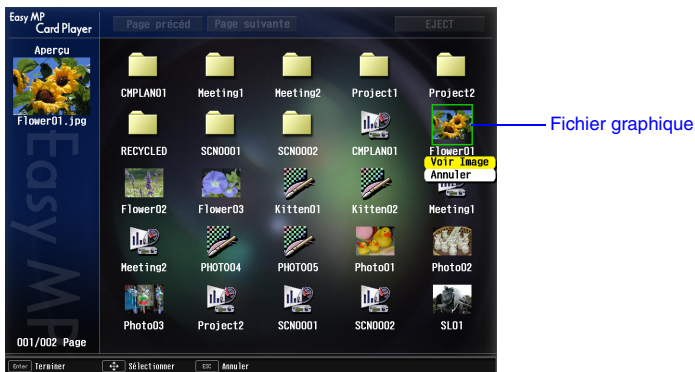 Easy MP
Card Player
Page précéd Page suivante EJECT
Aperçu
Flower01.jpg
Easy MP
CMPLAN01 Meeting1 Meeting2 Project1 Project2
RECYCLED SCN0001 SCN0002 CMPLAN01 Flower01
Fichier graphique
Voir Image
Annuler
Flower02 Flower03 Kitten01 Kitten02 Meeting1
Meeting2 PHOTO04 PHOTO05 Photo01 Photo02
Photo03 Project2 SCN0001 SCN0002 SL01
001/002 Page
Enter Terminer Sélectionner ESC Annuler